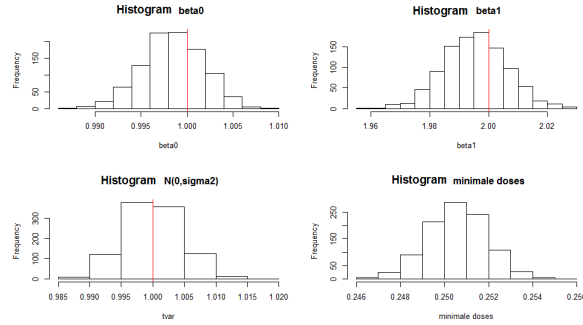 Histogram beta0
Frequency
0 50 150
0.990 0.995 1.000 1.005 1.010
beta0
Histogram beta1
Frequency
0 50 100 150
1.96 1.98 2.00 2.02
beta1
Histogram N(0,sigma2)
Frequency
0 100 200 300
0.985 0.990 0.995 1.000 1.005 1.010 1.015 1.020
tvar
Histogram minimale doses
Frequency
0 50 150 250
0.246 0.248 0.250 0.252 0.254
minimale doses